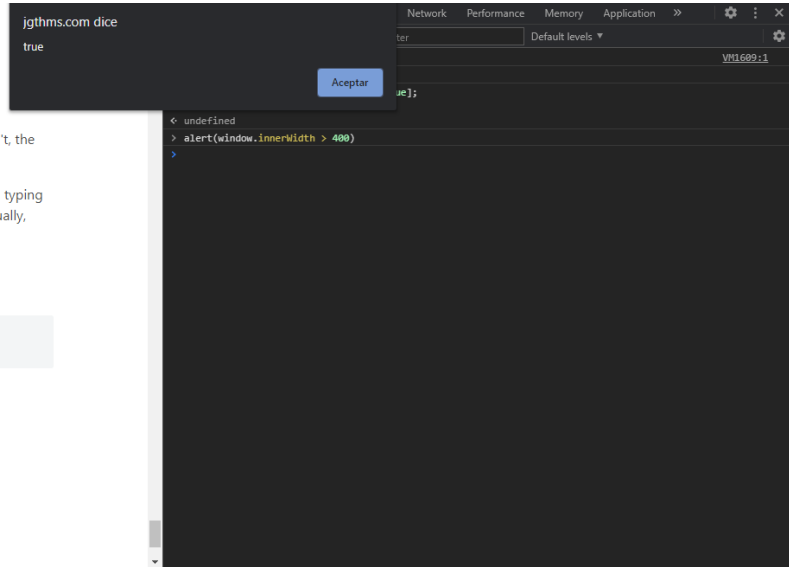 jgthms.com dice
true
Aceptar
Network Performance Memory Application »
ter Default levels ▼
VM1609:1
ue];
< undefined
> alert(window.innerWidth > 400)
>
't, the
typing
ually,